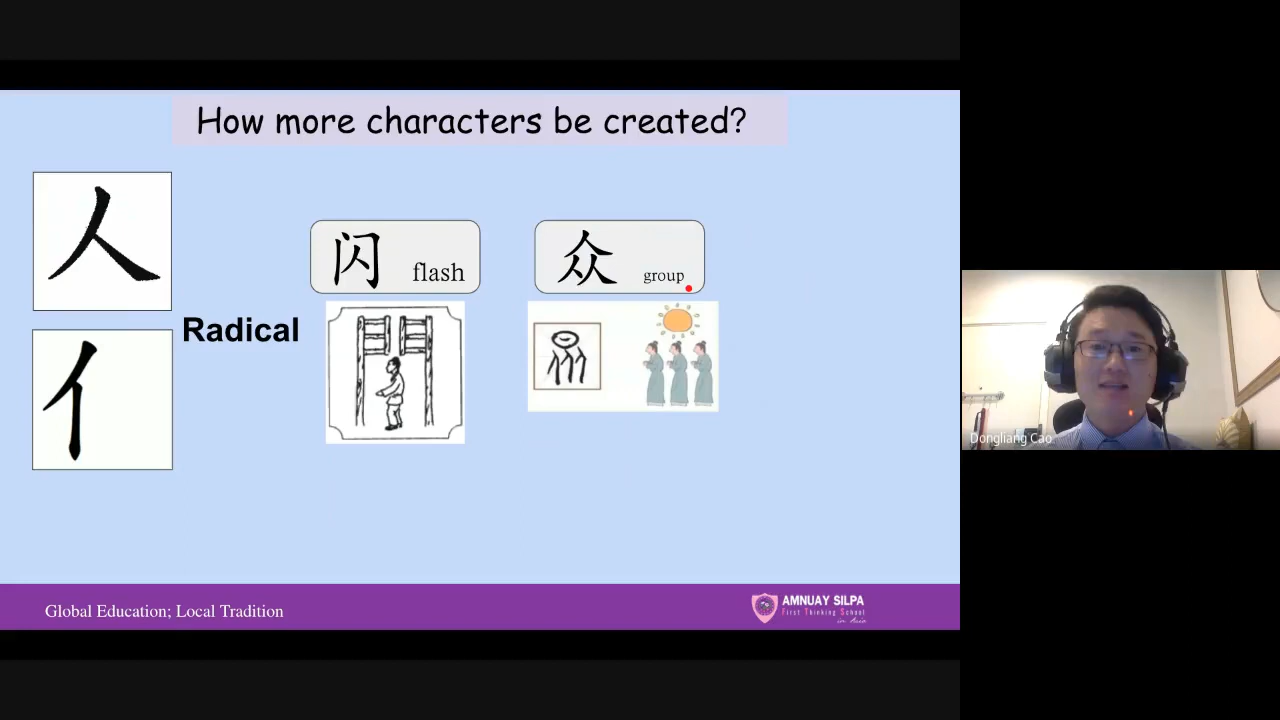 How more characters be created?
人
亻
Radical
闪 flash
众 group
Dongliang Cao
Global Education; Local Tradition
AMNUAY SILPA
First Thinking School
in Asia